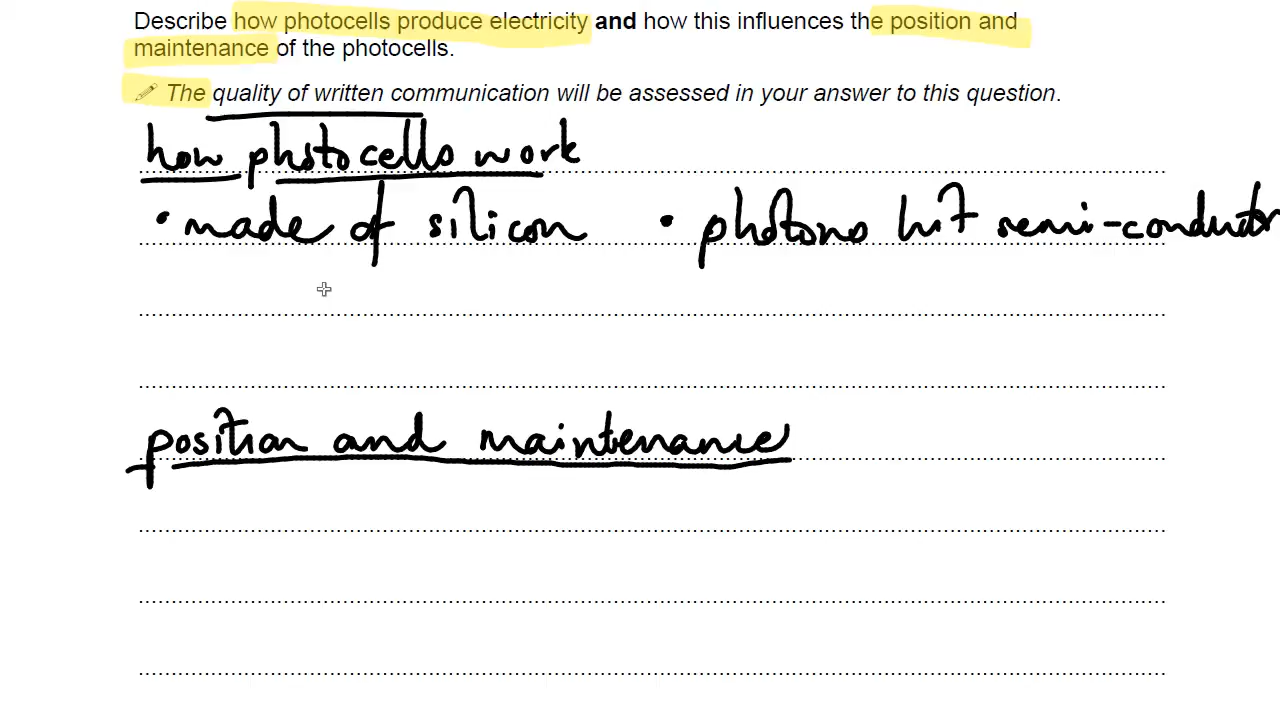 Describe how photocells produce electricity and how this influences the position and
maintenance of the photocells.
The quality of written communication will be assessed in your answer to this question.
how photocells work
• made of silicon • photons hit semi-conductor
position and maintenance